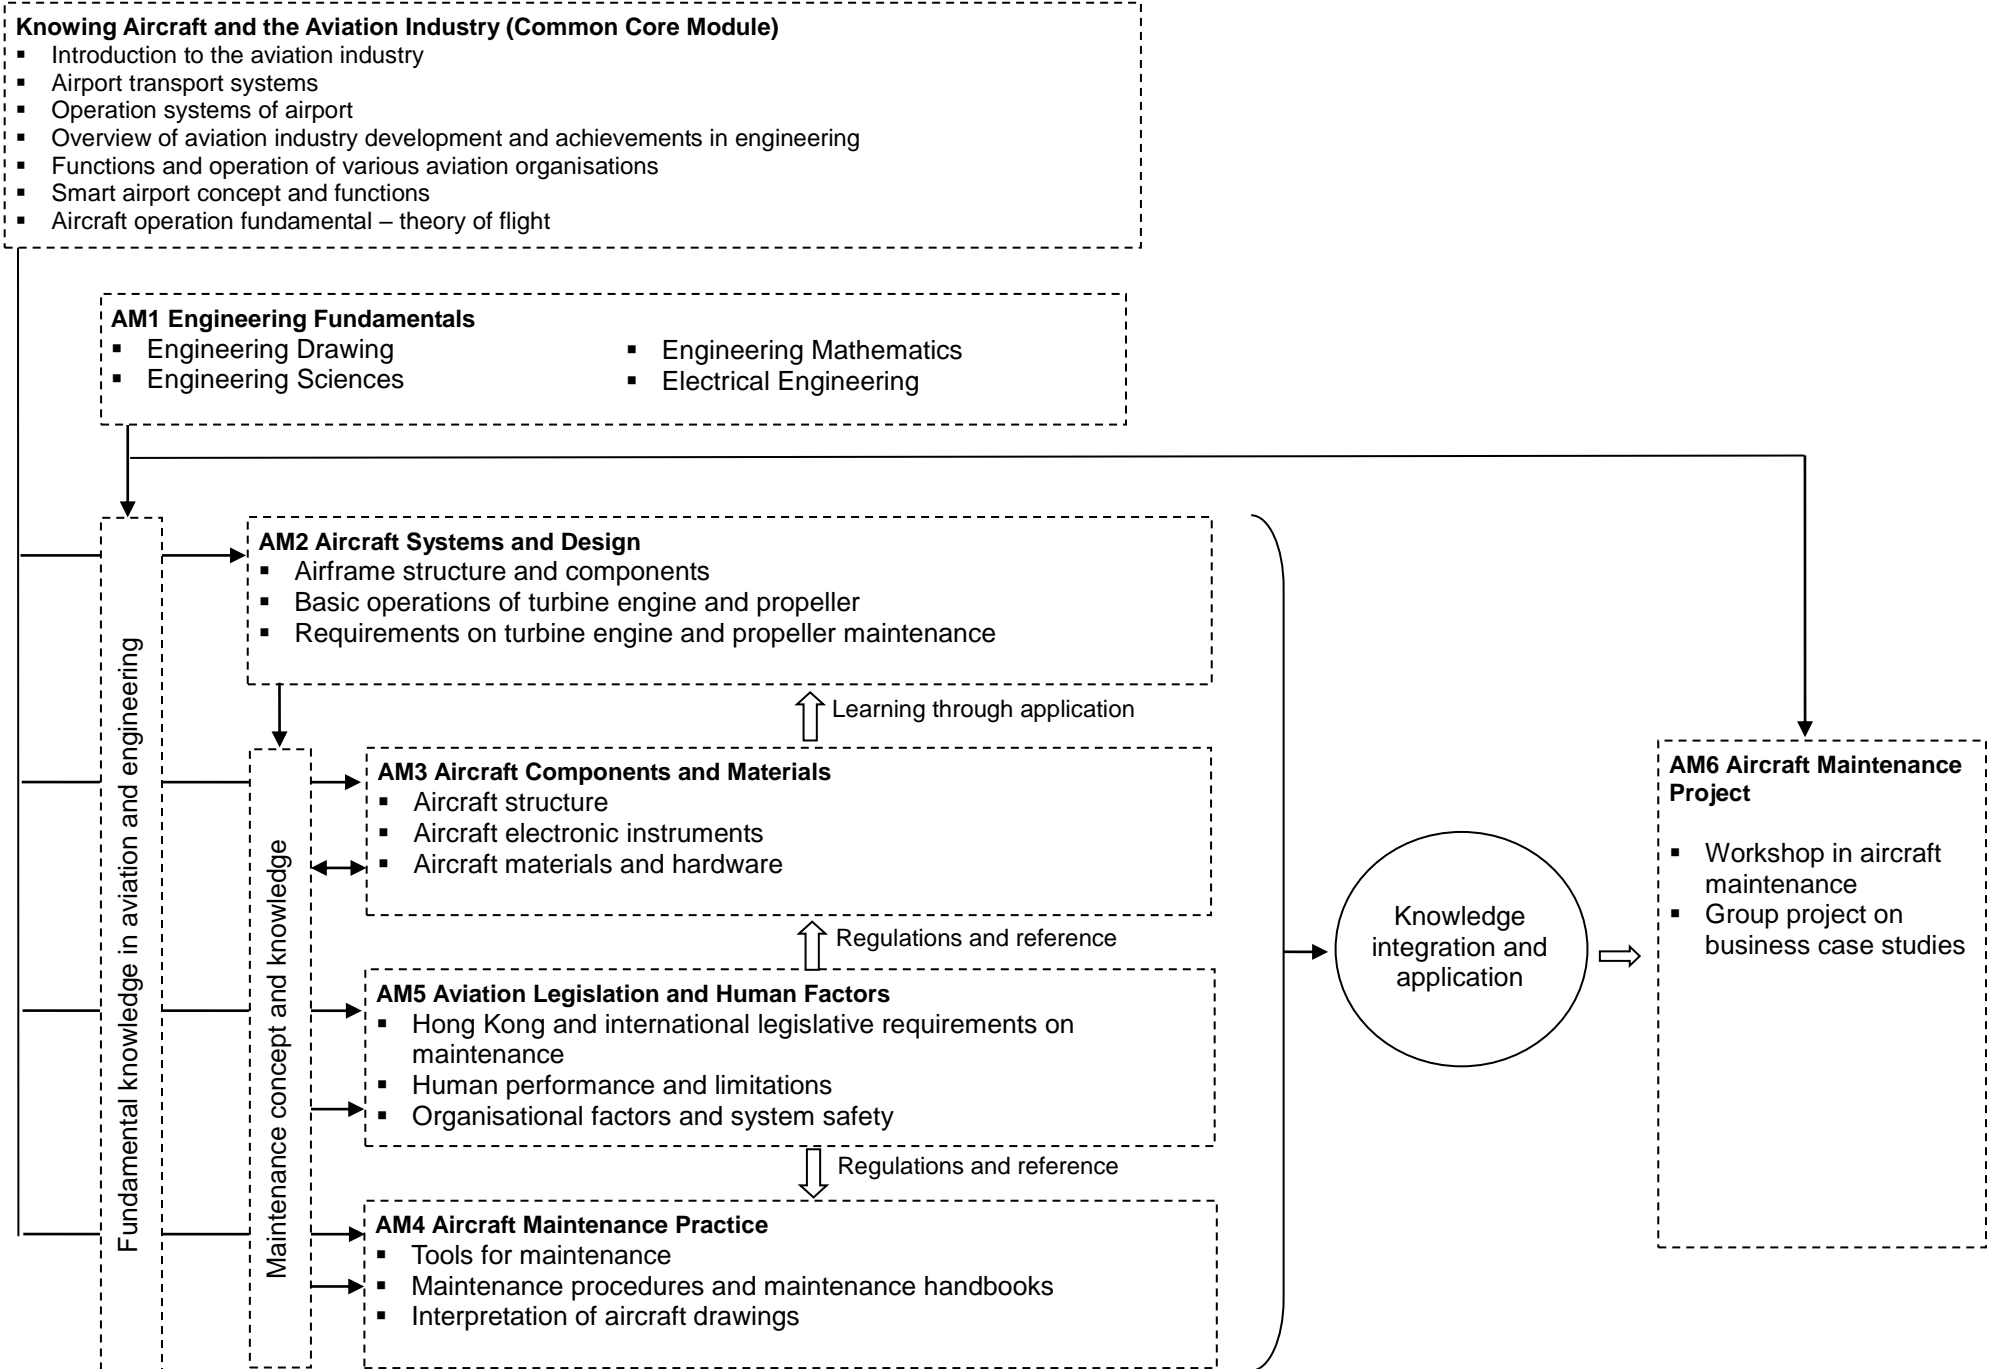 Knowing Aircraft and the Aviation Industry (Common Core Module)
▪ Introduction to the aviation industry
▪ Airport transport systems
▪ Operation systems of airport
▪ Overview of aviation industry development and achievements in engineering
▪ Functions and operation of various aviation organisations
▪ Smart airport concept and functions
▪ Aircraft operation fundamental – theory of flight
AM1 Engineering Fundamentals
▪ Engineering Drawing
▪ Engineering Sciences
▪ Engineering Mathematics
▪ Electrical Engineering
Fundamental knowledge in aviation and engineering
AM2 Aircraft Systems and Design
▪ Airframe structure and components
▪ Basic operations of turbine engine and propeller
▪ Requirements on turbine engine and propeller maintenance
Learning through application
Maintenance concept and knowledge
AM3 Aircraft Components and Materials
▪ Aircraft structure
▪ Aircraft electronic instruments
▪ Aircraft materials and hardware
Regulations and reference
AM5 Aviation Legislation and Human Factors
▪ Hong Kong and international legislative requirements on
maintenance
▪ Human performance and limitations
▪ Organisational factors and system safety
Regulations and reference
AM4 Aircraft Maintenance Practice
▪ Tools for maintenance
▪ Maintenance procedures and maintenance handbooks
▪ Interpretation of aircraft drawings
Knowledge
integration and
application
AM6 Aircraft Maintenance
Project
▪ Workshop in aircraft
maintenance
▪ Group project on
business case studies